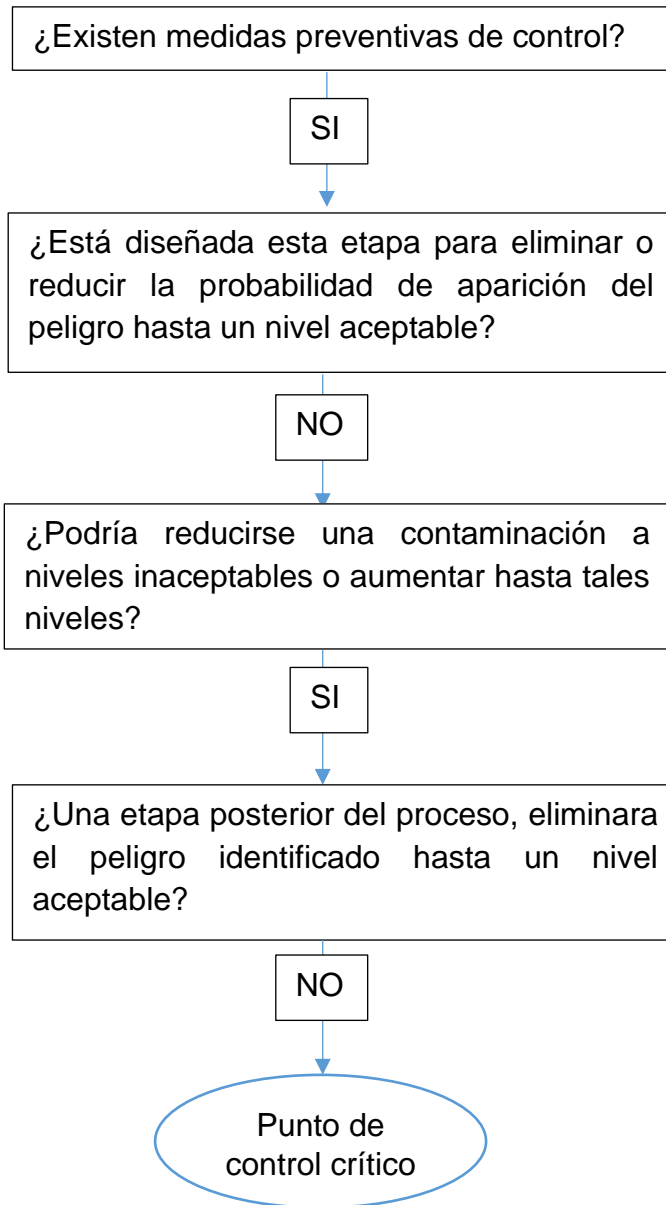 ¿Existen medidas preventivas de control?
SI
¿Está diseñada esta etapa para eliminar o
reducir la probabilidad de aparición del
peligro hasta un nivel aceptable?
NO
¿Podría reducirse una contaminación a
niveles inaceptables o aumentar hasta tales
niveles?
SI
¿Una etapa posterior del proceso, eliminara
el peligro identificado hasta un nivel
aceptable?
NO
Punto de
control crítico